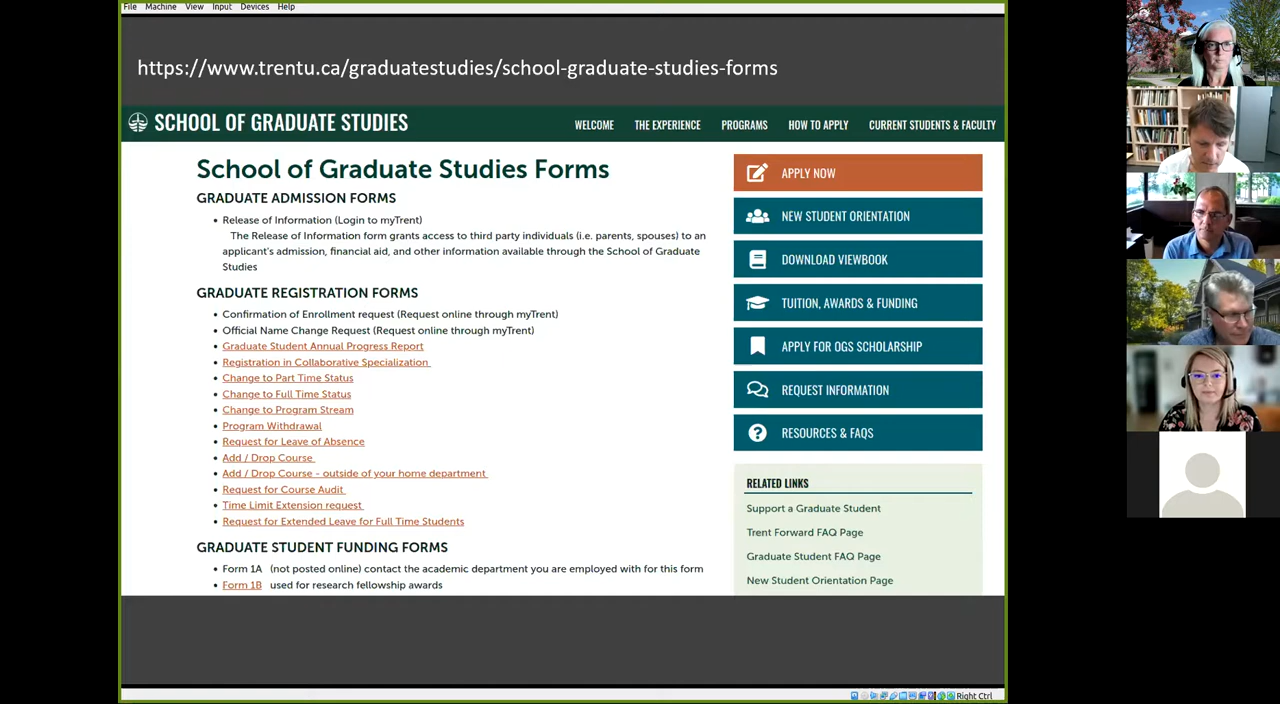 File Machine View Input Devices Help
https://www.trentu.ca/graduatestudies/school-graduate-studies-forms
SCHOOL OF GRADUATE STUDIES
WELCOME THE EXPERIENCE PROGRAMS HOW TO APPLY CURRENT STUDENTS & FACULTY
School of Graduate Studies Forms
GRADUATE ADMISSION FORMS
• Release of Information (Login to myTrent)
The Release of Information form grants access to third party individuals (i.e. parents, spouses) to an
applicant's admission, financial aid, and other information available through the School of Graduate
Studies
GRADUATE REGISTRATION FORMS
• Confirmation of Enrollment request (Request online through myTrent)
• Official Name Change Request (Request online through myTrent)
• Graduate Student Annual Progress Report
• Registration in Collaborative Specialization
• Change to Part Time Status
• Change to Full Time Status
• Change to Program Stream
• Program Withdrawal
• Request for Leave of Absence
• Add / Drop Course
• Add / Drop Course - outside of your home department
• Request for Course Audit
• Time Limit Extension request
• Request for Extended Leave for Full Time Students
GRADUATE STUDENT FUNDING FORMS
• Form 1A (not posted online) contact the academic department you are employed with for this form
• Form 1B used for research fellowship awards
APPLY NOW
NEW STUDENT ORIENTATION
DOWNLOAD VIEWBOOK
TUITION, AWARDS & FUNDING
APPLY FOR OGS SCHOLARSHIP
REQUEST INFORMATION
RESOURCES & FAQS
RELATED LINKS
Support a Graduate Student
Trent Forward FAQ Page
Graduate Student FAQ Page
New Student Orientation Page
Right Ctrl